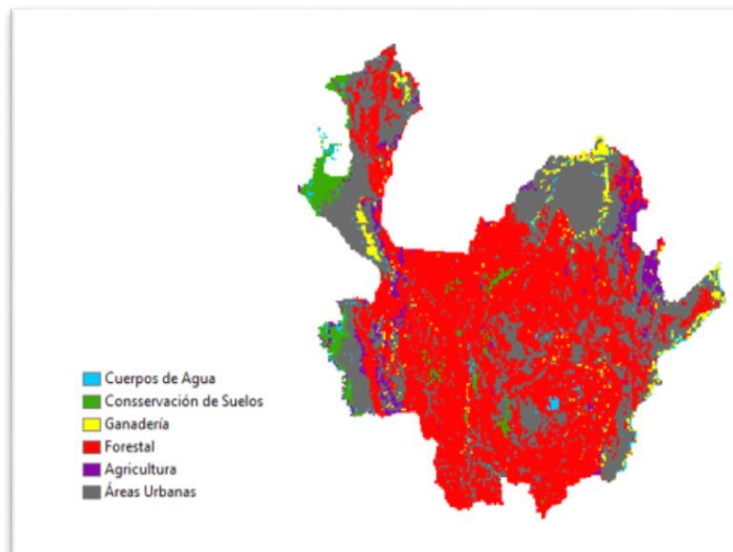 Cuerpos de Agua
Consservación de Suelos
Ganadería
Forestal
Agricultura
Áreas Urbanas